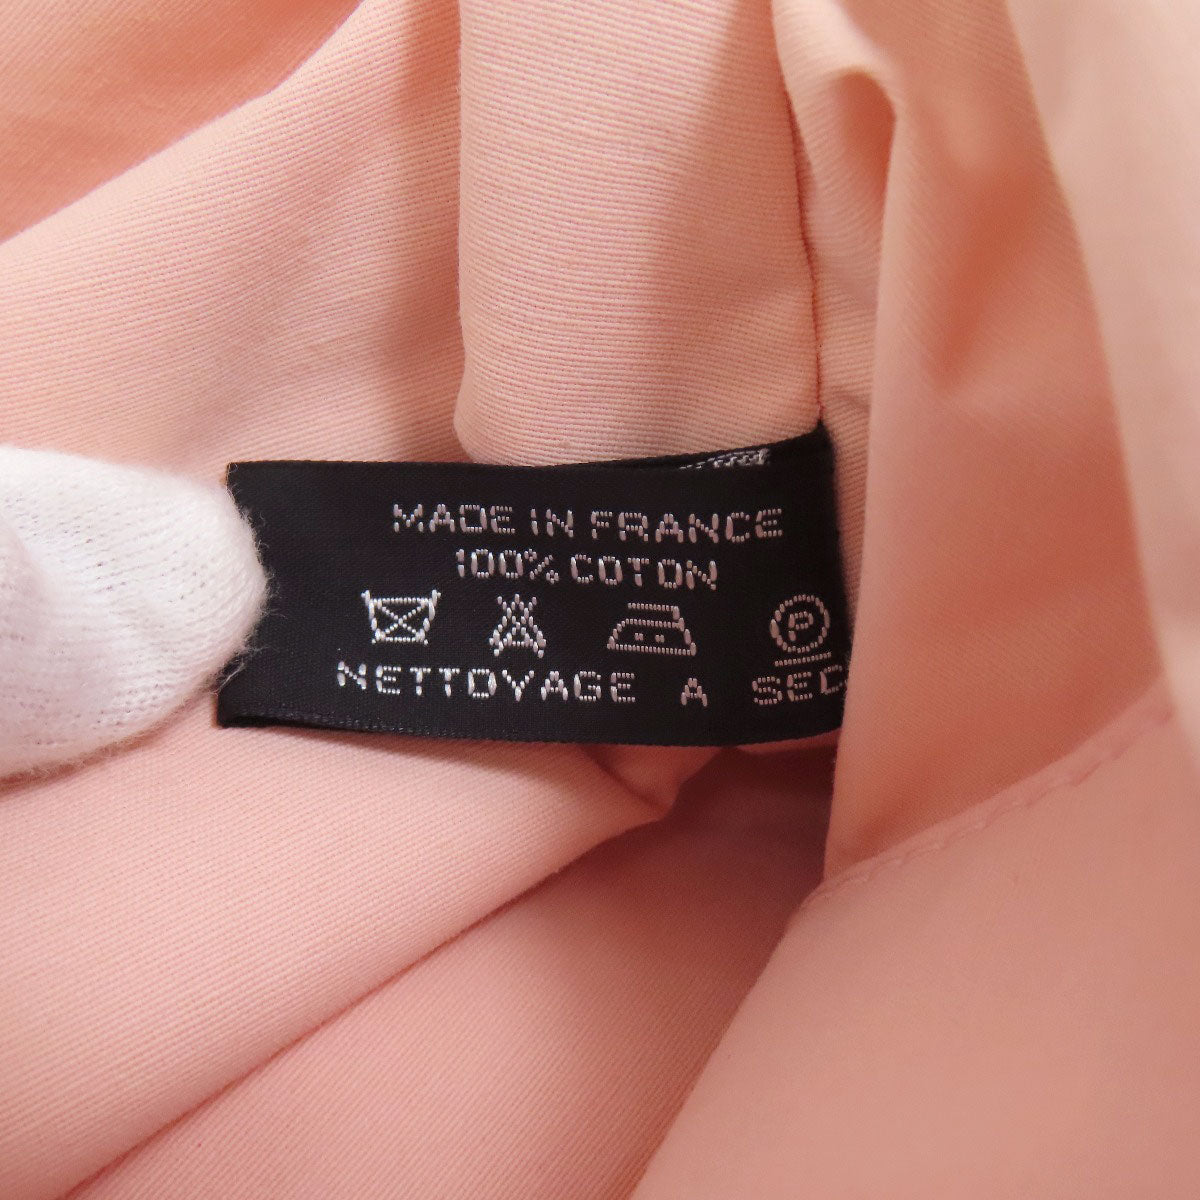 MADE IN FRANCE
100% COTON
P
NETTOYAGE A SEC